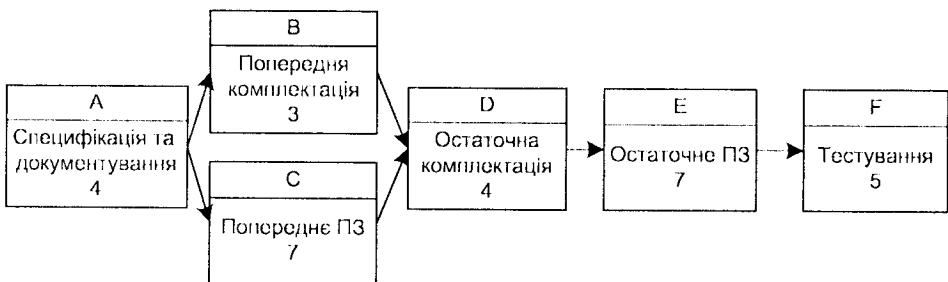 A
Специфікація та
документування
4
B
Попередня
комплектація
3
C
Попереднє ПЗ
7
D
Остаточна
комплектація
4
E
Остаточне ПЗ
7
F
Тестування
5